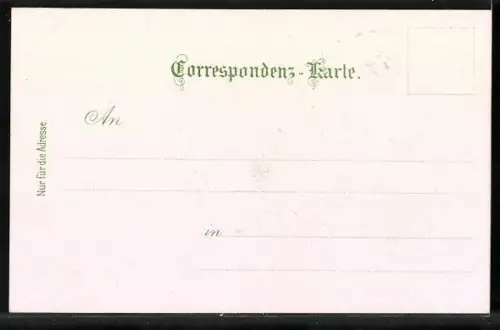 Correspondenz-Karte.
An
in
Nur für die Adresse.